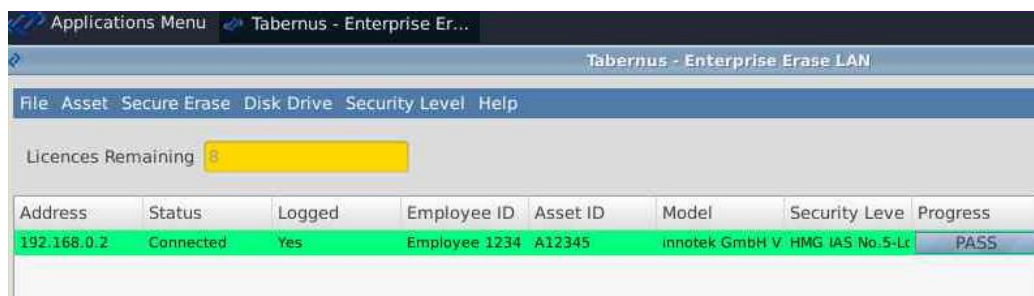 Applications Menu Tabernus - Enterprise Er...
Tabernus - Enterprise Erase LAN
File Asset Secure Erase Disk Drive Security Level Help
Licences Remaining 8
Address Status Logged Employee ID Asset ID Model Security Leve Progress
192.168.0.2 Connected Yes Employee 1234 A12345 innotek GmbH V HMG IAS No.5-Lo PASS